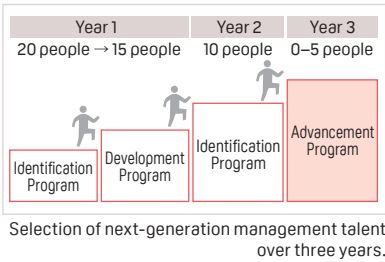 Year 1 Year 2 Year 3
20 people → 15 people 10 people 0–5 people
Identification
Program
Development
Program
Identification
Program
Advancement
Program
Selection of next-generation management talent
over three years.